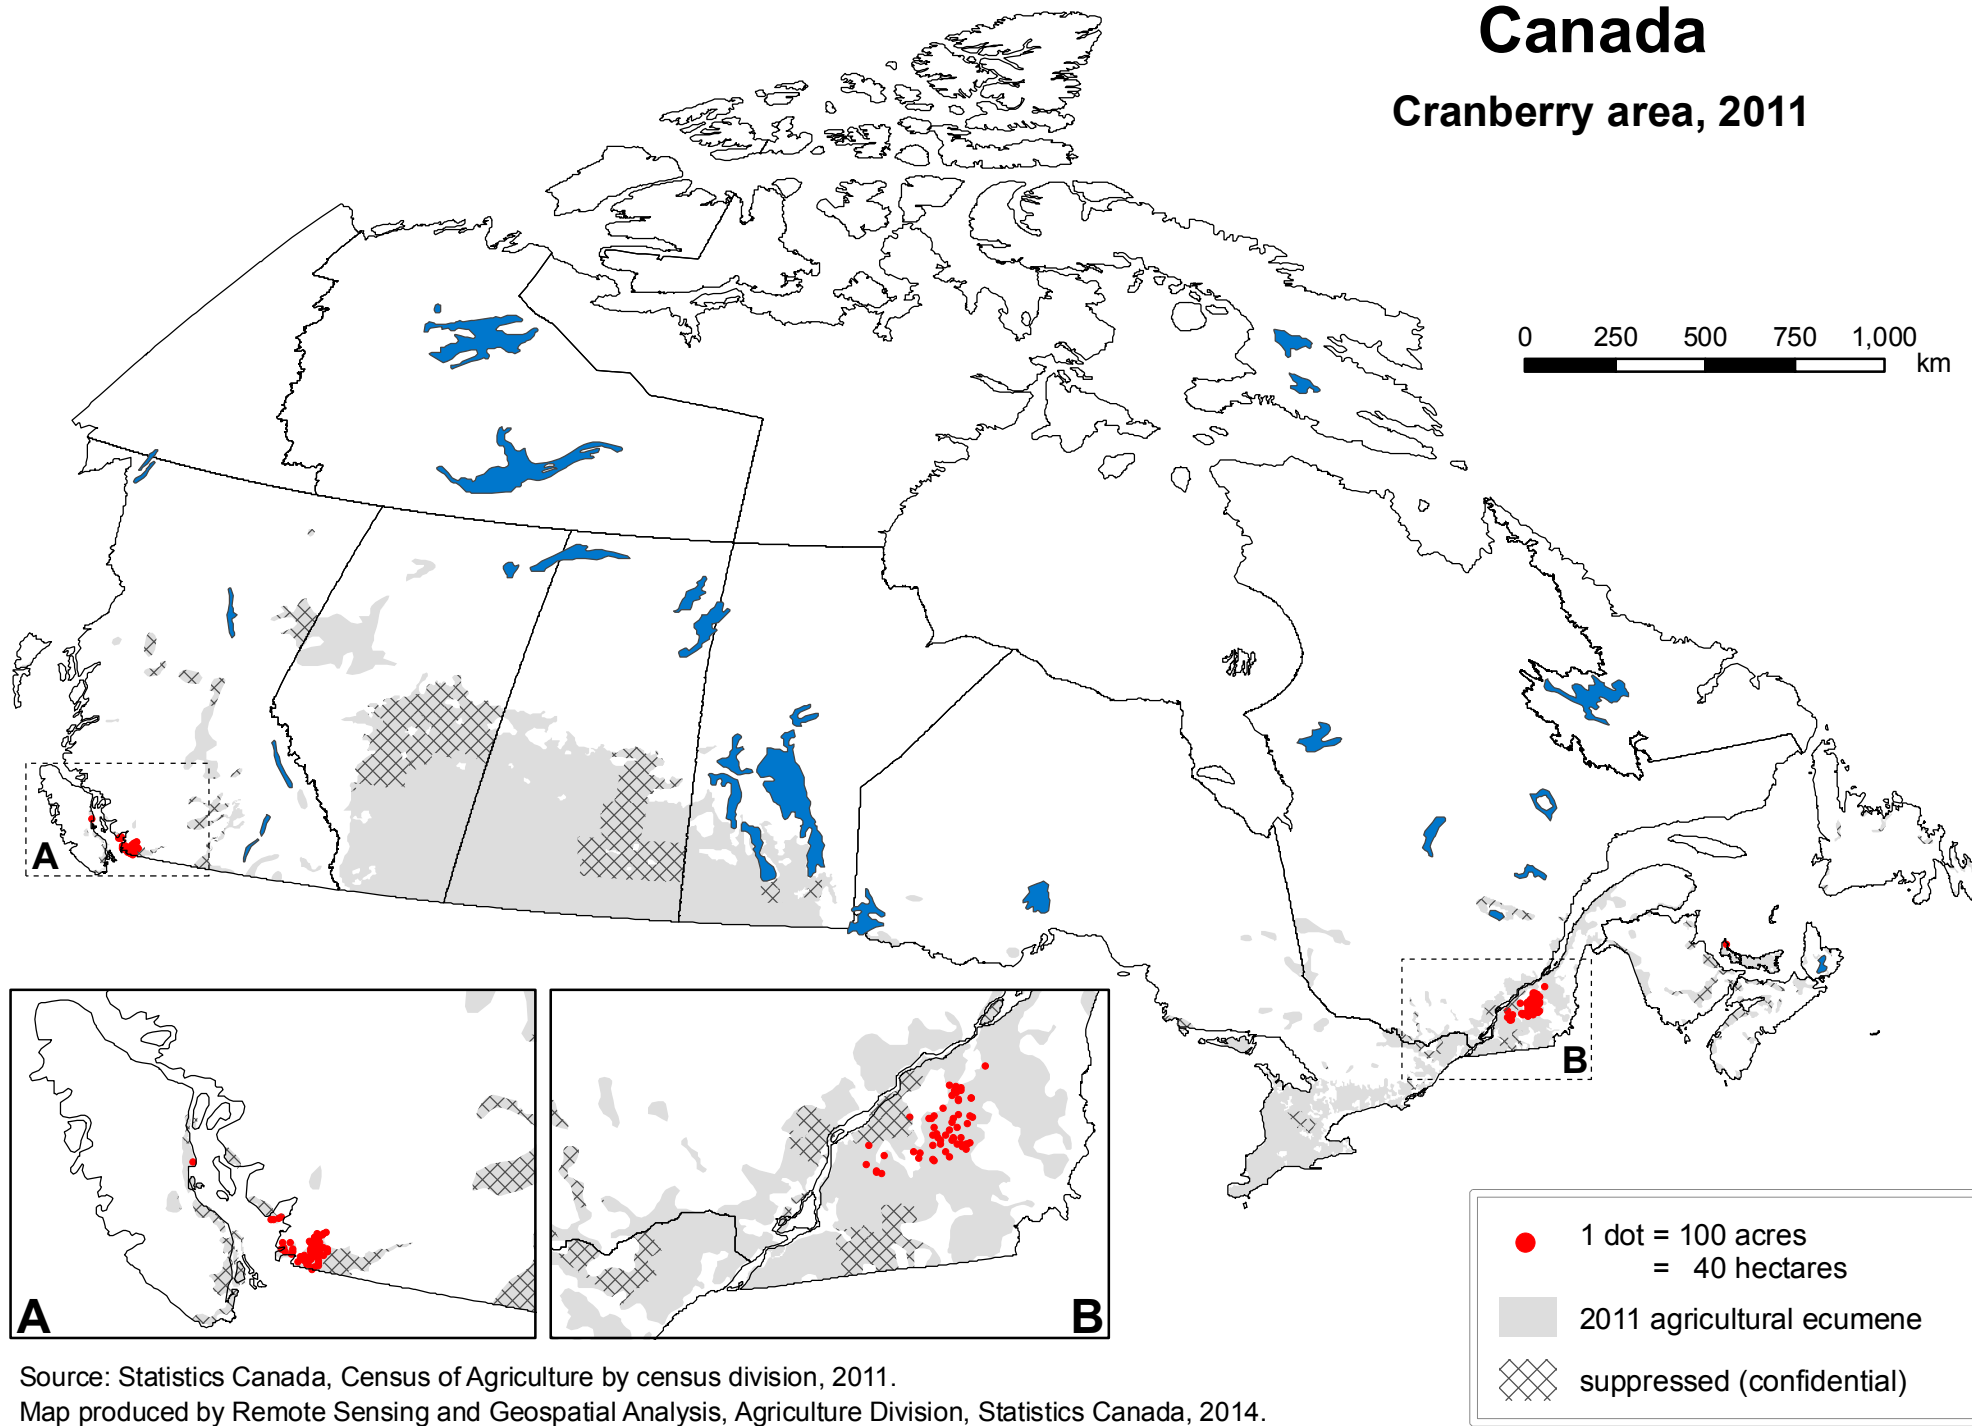 Canada
Cranberry area, 2011
0 250 500 750 1,000
km
A
B
A
B
1 dot = 100 acres
= 40 hectares
2011 agricultural ecumene
suppressed (confidential)
Source: Statistics Canada, Census of Agriculture by census division, 2011.
Map produced by Remote Sensing and Geospatial Analysis, Agriculture Division, Statistics Canada, 2014.